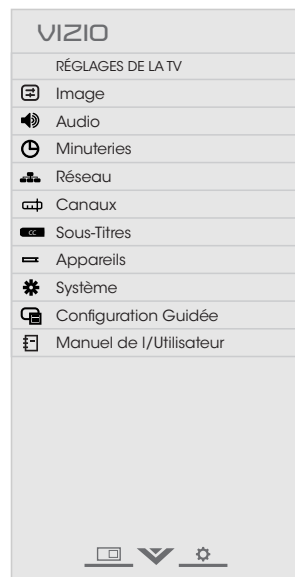 VIZIO
RÉGLAGES DE LA TV
Image
Audio
Minuteries
Réseau
Canaux
CC
Sous-Titres
Appareils
Système
Configuration Guidée
Manuel de l/Utilisateur